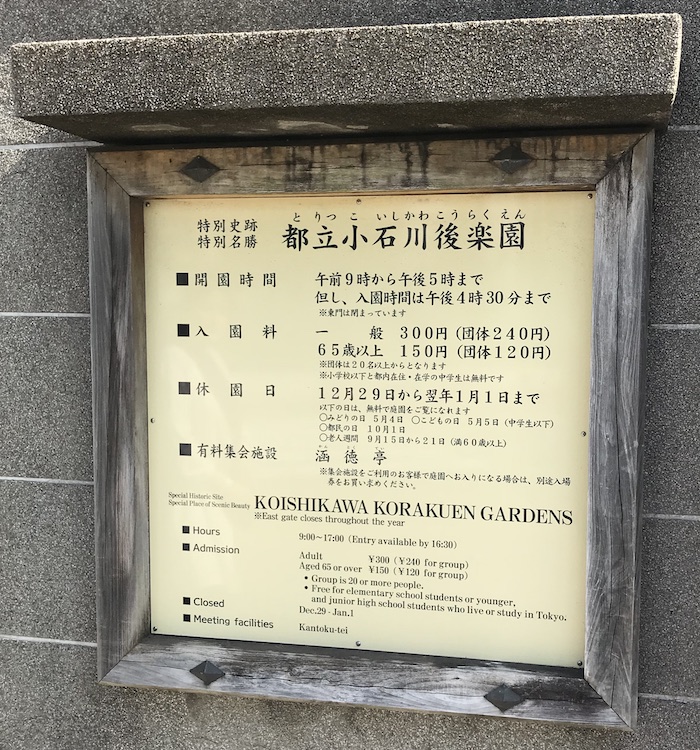 特別史跡
特別名勝
とりつこいしかわこうらくえん
都立小石川後楽園
■開園時間 午前9時から午後5時まで
但し、入園時間は午後4時30分まで
※東門は閉まっています
■入園料 一般 300円（団体240円）
65歳以上 150円（団体120円）
※団体は20名以上からとなります
※小学校以下と都内在住・在学の中学生は無料です
■休園日 12月29日から翌年1月1日まで
以下の日は、無料で庭園をご覧になれます
○みどりの日 5月4日 ○こどもの日 5月5日（中学生以下）
○都民の日 10月1日
○老人週間 9月15日から21日（満60歳以上）
■有料集会施設 涵徳亭
※集会施設をご利用のお客様で庭園へお入りになる場合は、別途入場
券をお買い求めください。
Special Historic Site
Special Place of Scenic Beauty
KOISHIKAWA KORAKUEN GARDENS
※East gate closes throughout the year
■ Hours 9:00～17:00 (Entry available by 16:30)
■ Admission
Adult ¥300 (¥240 for group)
Aged 65 or over ¥150 (¥120 for group)
• Group is 20 or more people.
• Free for elementary school students or younger,
and junior high school students who live or study in Tokyo.
■ Closed Dec.29 - Jan.1
■ Meeting facilities Kantoku-tei